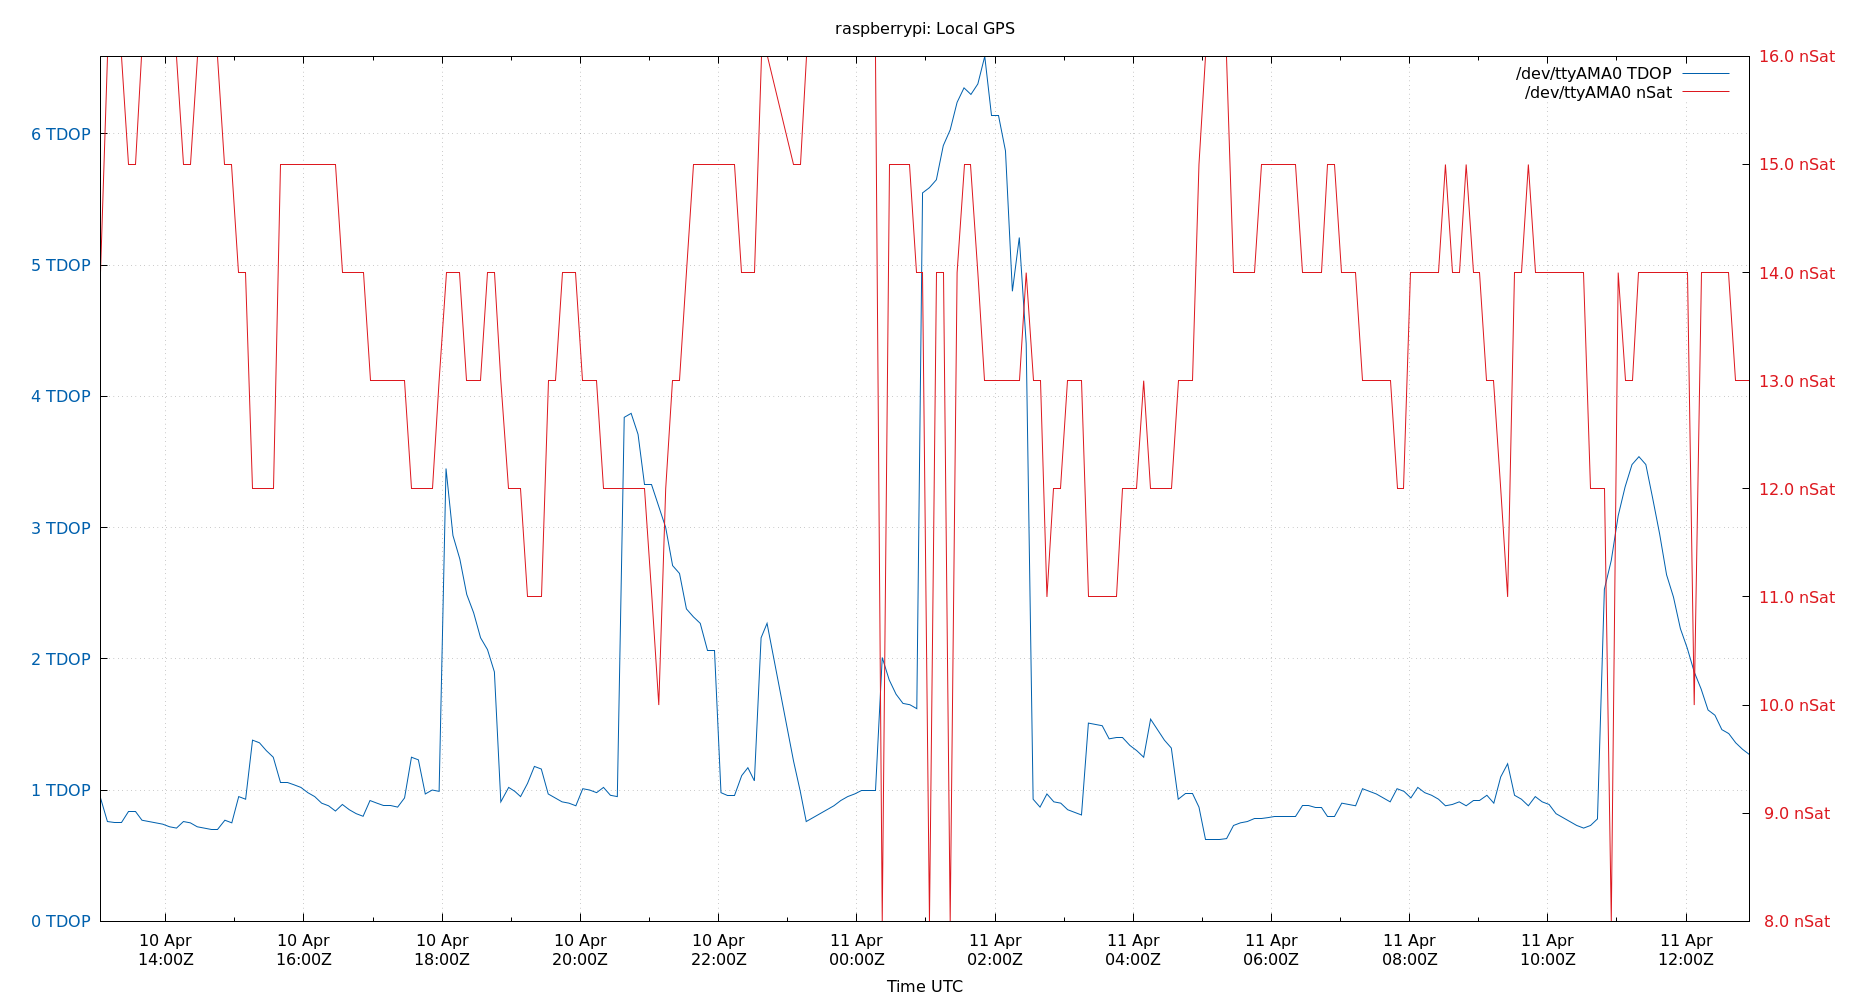 raspberrypi: Local GPS
/dev/ttyAMA0 TDOP
/dev/ttyAMA0 nSat
6 TDOP
5 TDOP
4 TDOP
3 TDOP
2 TDOP
1 TDOP
0 TDOP
16.0 nSat
15.0 nSat
14.0 nSat
13.0 nSat
12.0 nSat
11.0 nSat
10.0 nSat
9.0 nSat
8.0 nSat
10 Apr 10 Apr 10 Apr 10 Apr 10 Apr 11 Apr 11 Apr 11 Apr 11 Apr 11 Apr 11 Apr 11 Apr
14:00Z 16:00Z 18:00Z 20:00Z 22:00Z 00:00Z 02:00Z 04:00Z 06:00Z 08:00Z 10:00Z 12:00Z
Time UTC